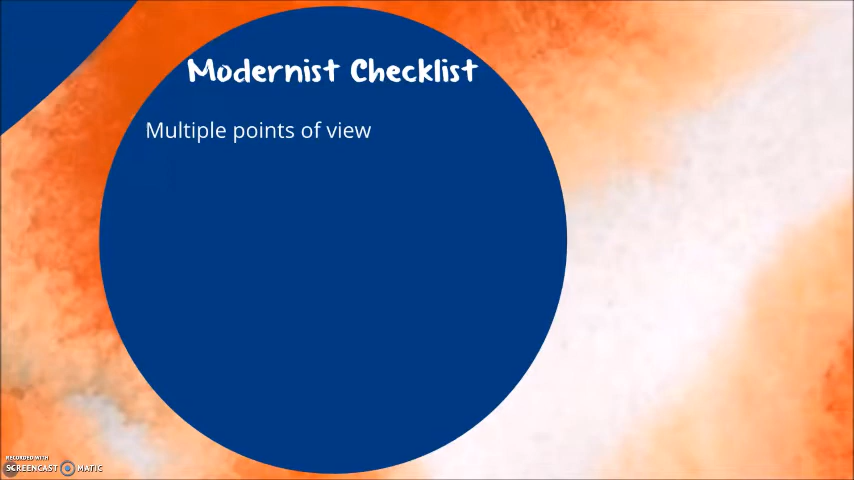 Modernist Checklist
Multiple points of view
RECORDED WITH
SCREENCAST MATIC